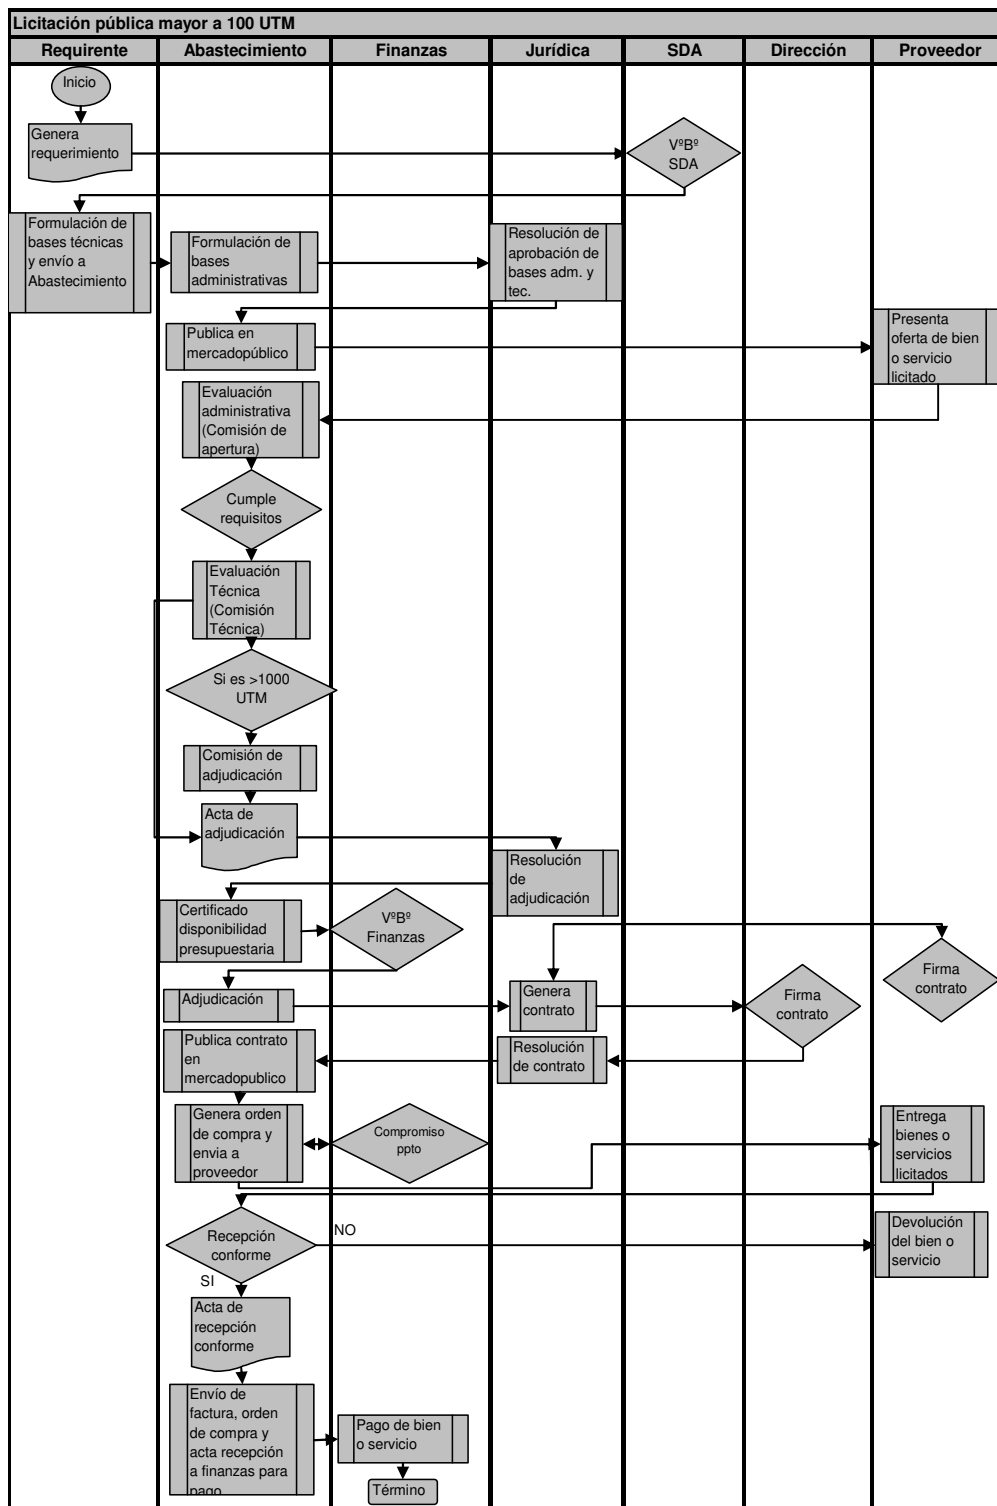 Licitación pública mayor a 100 UTM
Requirente Abastecimiento Finanzas Jurídica SDA Dirección Proveedor
Inicio
Genera
requerimiento
VºBº
SDA
Formulación de
bases técnicas
y envío a
Abastecimiento
Formulación de
bases
administrativas
Resolución de
aprobación de
bases adm. y
tec.
Publica en
mercadopúblico
Presenta
oferta de bien
o servicio
licitado
Evaluación
administrativa
(Comisión de
apertura)
Cumple
requisitos
Evaluación
Técnica
(Comisión
Técnica)
Si es >1000
UTM
Comisión de
adjudicación
Acta de
adjudicación
Resolución
de
adjudicación
Certificado
disponibilidad
presupuestaria
VºBº
Finanzas
Adjudicación
Genera
contrato
Firma
contrato
Firma
contrato
Resolución
de contrato
Publica contrato
en
mercadopublico
Genera orden
de compra y
envia a
proveedor
Compromiso
ppto
Entrega
bienes o
servicios
licitados
Recepción
conforme
NO
SI
Devolución
del bien o
servicio
Acta de
recepción
conforme
Envío de
factura, orden
de compra y
acta recepción
a finanzas para
pago
Pago de bien
o servicio
Término